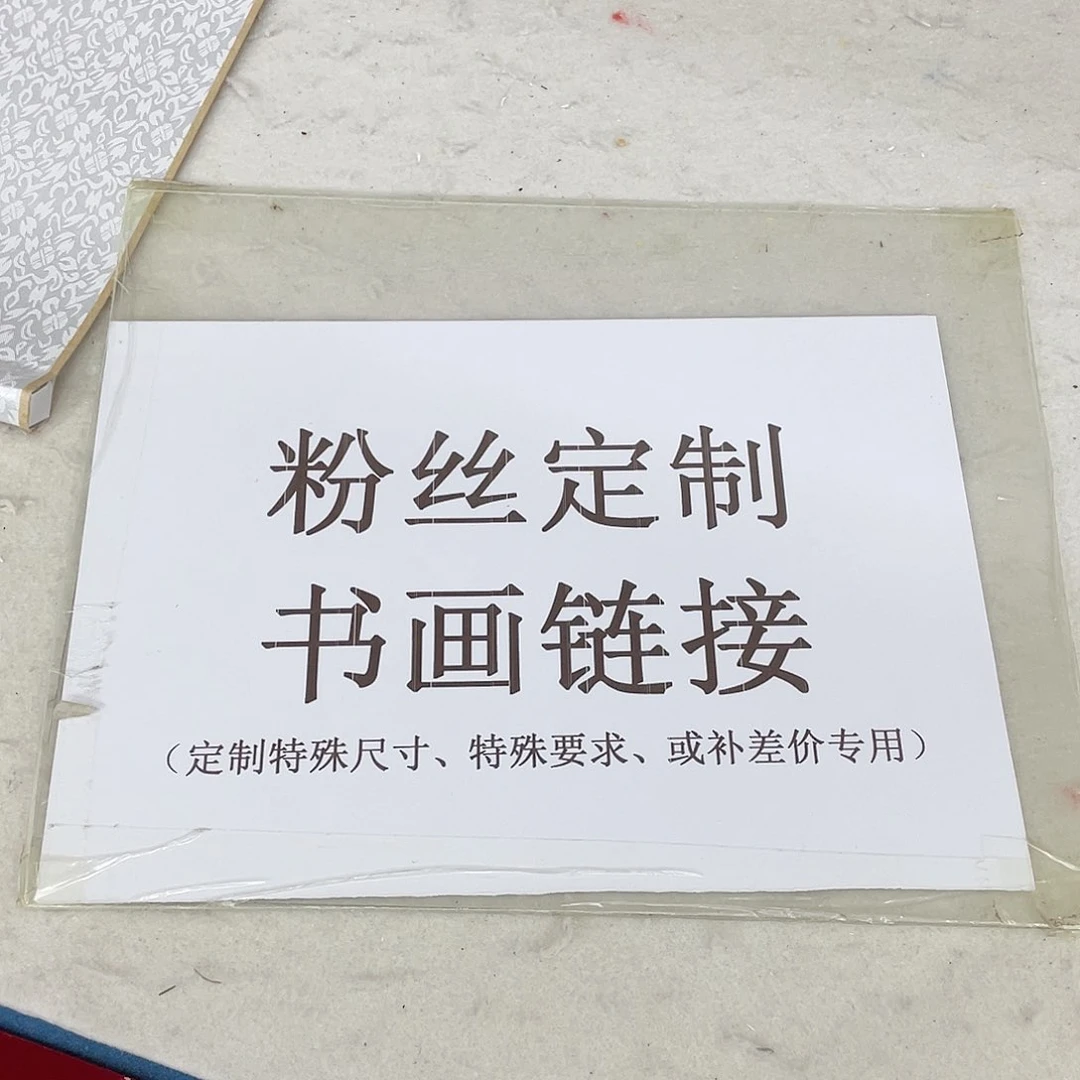 粉丝定制
书画链接
（定制特殊尺寸、特殊要求、或补差价专用）